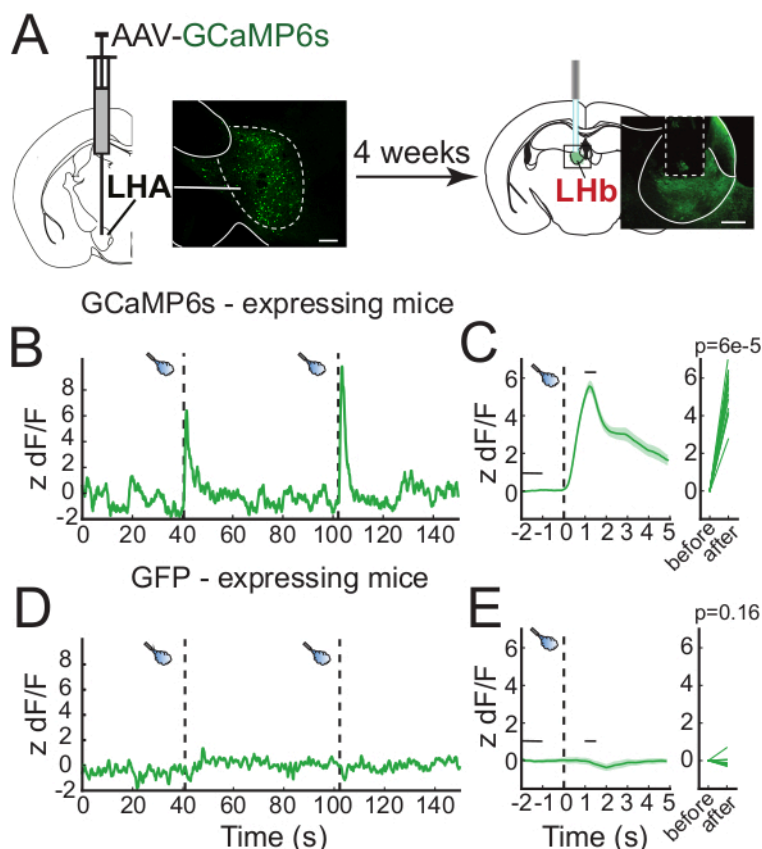 A
AAV-GCaMP6s
LHA
4 weeks
LHb
GCaMP6s - expressing mice
B
z dF/F
8
6
4
2
0
-2
0 20 40 60 80 100 120 140
C
z dF/F
6
4
2
0
-2 -1 0 1 2 3 4 5
p=6e-5
6
4
2
0
before
after
GFP - expressing mice
D
z dF/F
8
6
4
2
0
-2
0 20 40 60 80 100 120 140
Time (s)
E
z dF/F
6
4
2
0
-2 -1 0 1 2 3 4 5
Time (s)
p=0.16
6
4
2
0
before
after